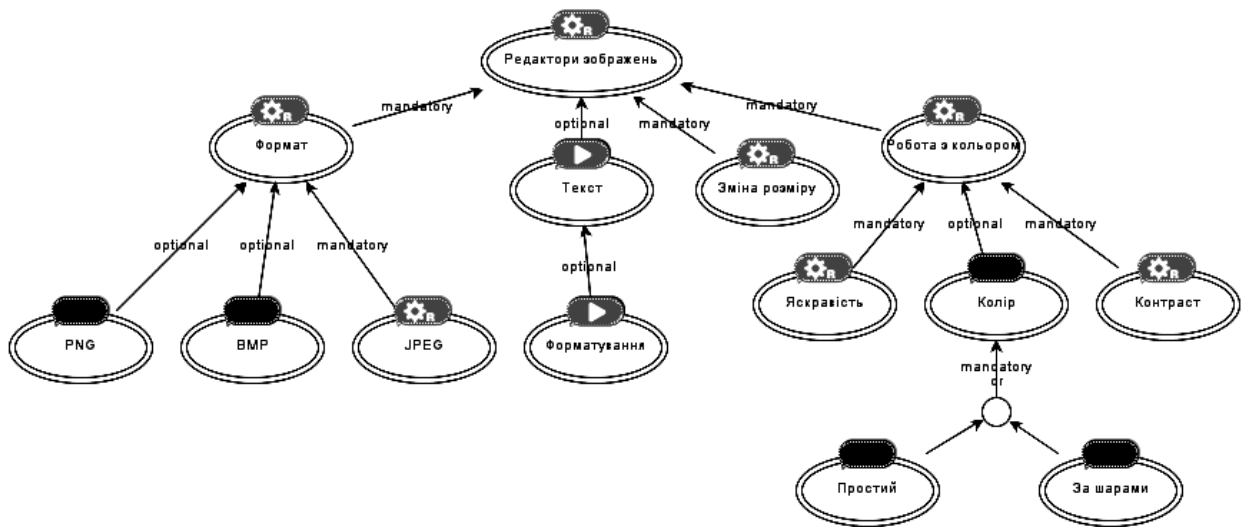 Редактори зображень
mandatory
optional
mandatory
mandatory
Формат
Текст
Зміна розміру
Робота з кольором
optional
optional
mandatory
optional
mandatory
optional
mandatory
PNG
BMP
JPEG
Форматування
Яскравість
Колір
Контраст
mandatory
or
Простий
За шарами